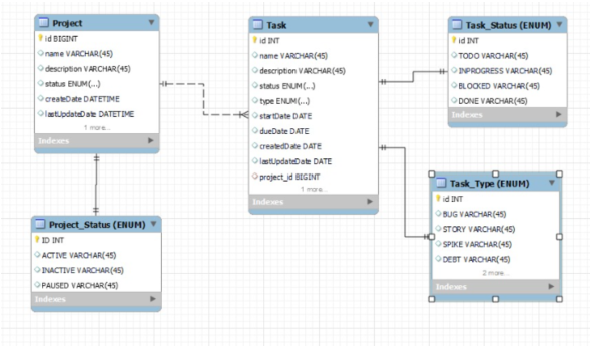 Project
id BIGINT
name VARCHAR(45)
description VARCHAR(45)
status ENUM(...)
createDate DATETIME
lastUpdateDate DATETIME
1 more...
Indexes
Task
id INT
name VARCHAR(45)
description VARCHAR(45)
status ENUM(...)
type ENUM(...)
startDate DATE
dueDate DATE
createdDate DATE
lastUpdateDate DATE
project_id BIGINT
1 more...
Indexes
Task_Status (ENUM)
id INT
TODO VARCHAR(45)
INPROGRESS VARCHAR(45)
BLOCKED VARCHAR(45)
DONE VARCHAR(45)
Indexes
Project_Status (ENUM)
ID INT
ACTIVE VARCHAR(45)
INACTIVE VARCHAR(45)
PAUSED VARCHAR(45)
Indexes
Task_Type (ENUM)
id INT
BUG VARCHAR(45)
STORY VARCHAR(45)
SPIKE VARCHAR(45)
DEBT VARCHAR(45)
2 more...
Indexes